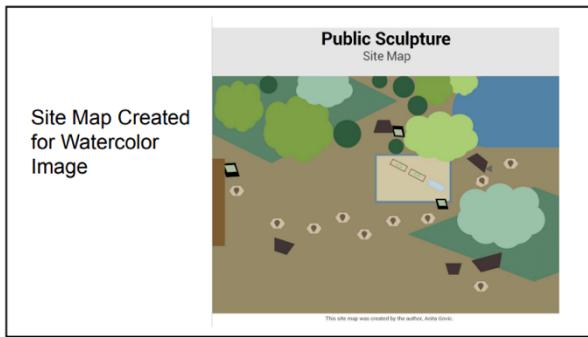 Public Sculpture
Site Map
Site Map Created
for Watercolor
Image
This site map was created by the author, Anita Govic.